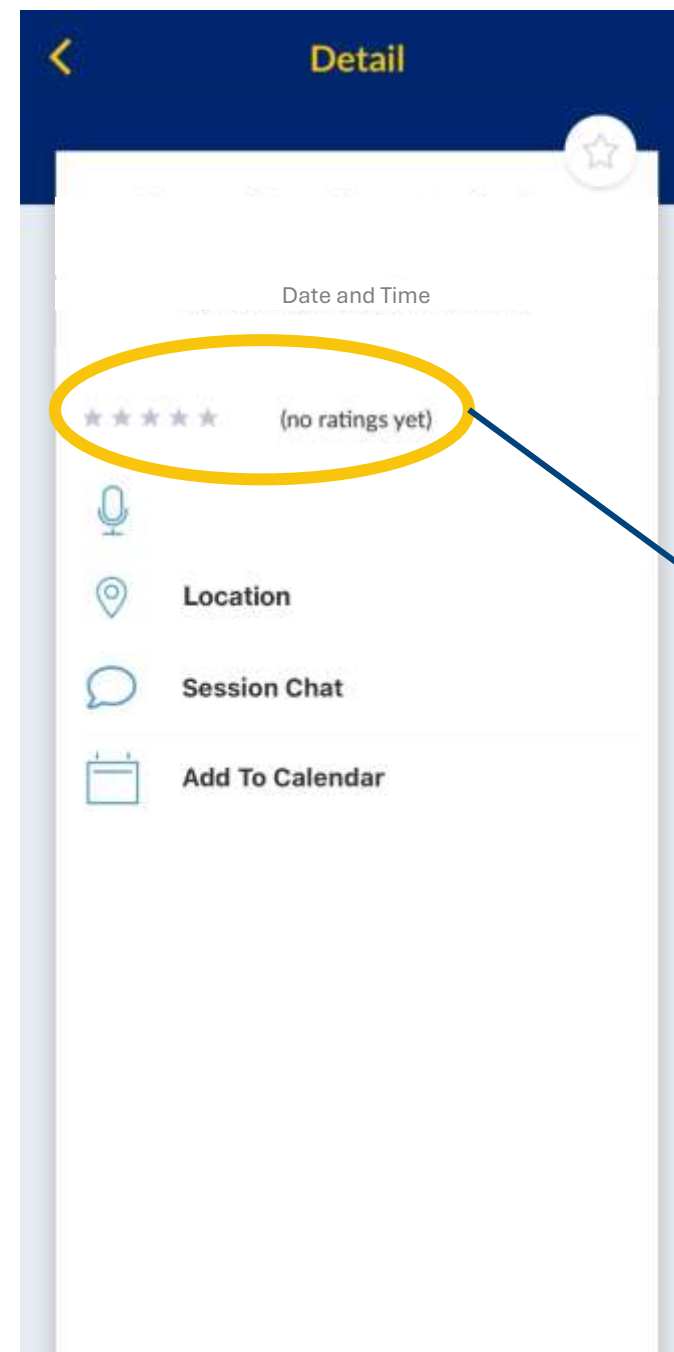 Detail
Date and Time
(no ratings yet)
Location
Session Chat
Add To Calendar